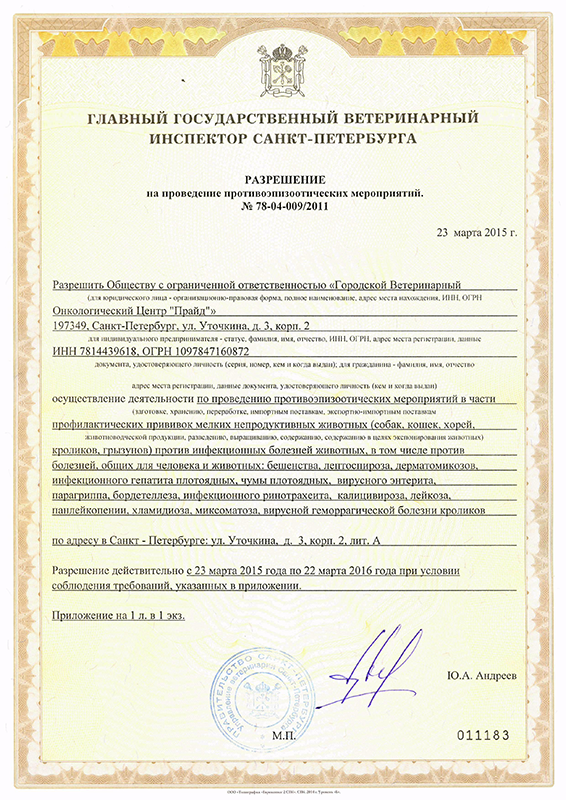 ГЛАВНЫЙ ГОСУДАРСТВЕННЫЙ ВЕТЕРИНАРНЫЙ
ИНСПЕКТОР САНКТ-ПЕТЕРБУРГА
РАЗРЕШЕНИЕ
на проведение противоэпизоотических мероприятий.
№ 78-04-009/2011
23 марта 2015 г.
Разрешить Обществу с ограниченной ответственностью «Городской Ветеринарный
(для юридического лица - организационно-правовая форма, полное наименование, адрес места нахождения, ИНН, ОГРН
Онкологический Центр "Прайд"»
197349, Санкт-Петербург, ул. Уточкина, д. 3, корп. 2
для индивидуального предпринимателя - статус, фамилия, имя, отчество, ИНН, ОГРН, адрес места регистрации, данные
ИНН 7814439618, ОГРН 1097847160872
документа, удостоверяющего личность (серия, номер, кем и когда выдан); для гражданина - фамилия, имя, отчество
адрес места регистрации, данные документа, удостоверяющего личность (кем и когда выдан)
осуществление деятельности по проведению противоэпизоотических мероприятий в части
(заготовке, хранению, переработке, импортным поставкам, экспортно-импортным поставкам
профилактических прививок мелких непродуктивных животных (собак, кошек, хорей,
животноводческой продукции, разведению, выращиванию, содержанию, содержанию в целях экспонирования животных)
кроликов, грызунов) против инфекционных болезней животных, в том числе против
болезней, общих для человека и животных: бешенства, лептоспироза, дерматомикозов,
инфекционного гепатита плотоядных, чумы плотоядных, вирусного энтерита,
парагриппа, бордетеллеза, инфекционного ринотрахеита, калицивироза, лейкоза,
панлейкопении, хламидиоза, миксоматоза, вирусной геморрагической болезни кроликов
по адресу в Санкт - Петербурге: ул. Уточкина, д. 3, корп. 2, лит. А
Разрешение действительно с 23 марта 2015 года по 22 марта 2016 года при условии
соблюдения требований, указанных в приложении.
Приложение на 1 л. в 1 экз.
ПРАВИТЕЛЬСТВО САНКТ-ПЕТЕРБУРГА
Управление ветеринарии Санкт-Петербурга
Ю.А. Андреев
М.П.
011183